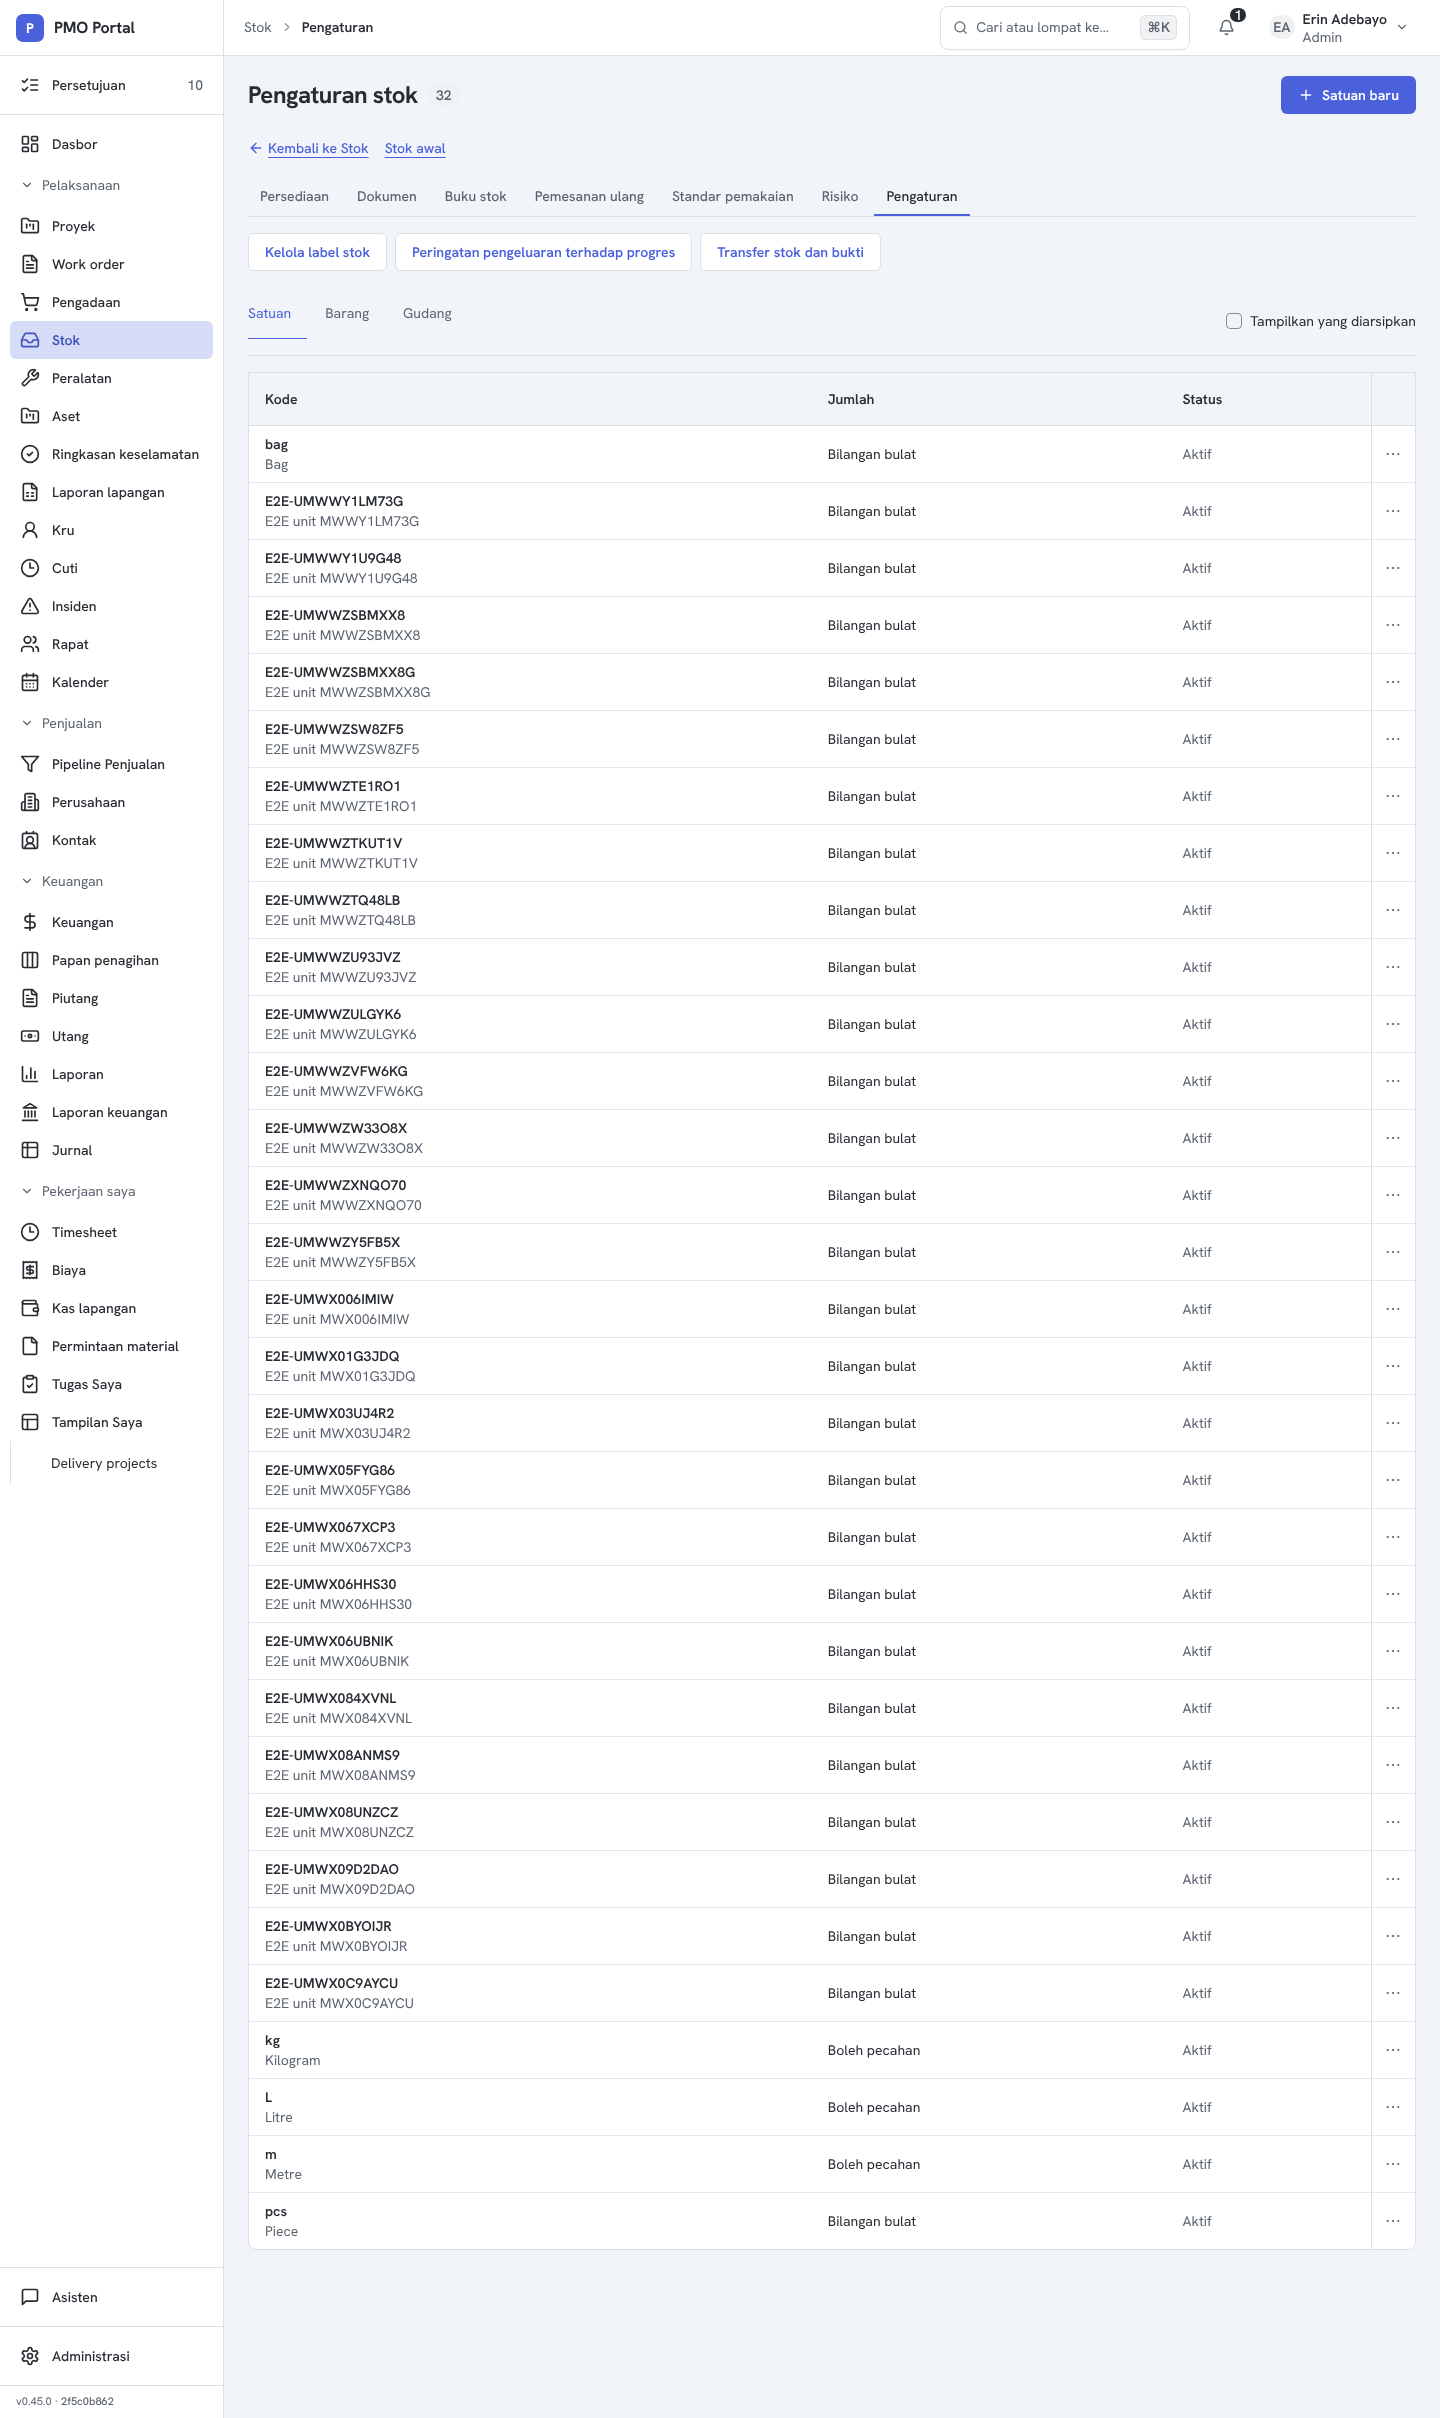 P PMO Portal
Stok > Pengaturan
Cari atau lompat ke... ⌘K
1
EA Erin Adebayo
Admin
Persetujuan 10
Dasbor
Pelaksanaan
Proyek
Work order
Pengadaan
Stok
Peralatan
Aset
Ringkasan keselamatan
Laporan lapangan
Kru
Cuti
Insiden
Rapat
Kalender
Penjualan
Pipeline Penjualan
Perusahaan
Kontak
Keuangan
Keuangan
Papan penagihan
Piutang
Utang
Laporan
Laporan keuangan
Jurnal
Pekerjaan saya
Timesheet
Biaya
Kas lapangan
Permintaan material
Tugas Saya
Tampilan Saya
Delivery projects
Asisten
Administrasi
v0.45.0 · 2f5c0b862
Pengaturan stok 32
+ Satuan baru
← Kembali ke Stok Stok awal
Persediaan Dokumen Buku stok Pemesanan ulang Standar pemakaian Risiko Pengaturan
Kelola label stok Peringatan pengeluaran terhadap progres Transfer stok dan bukti
Satuan Barang Gudang Tampilkan yang diarsipkan
Kode Jumlah Status
bag
Bag
Bilangan bulat Aktif ...
E2E-UMWWY1LM73G
E2E unit MWWY1LM73G
Bilangan bulat Aktif ...
E2E-UMWWY1U9G48
E2E unit MWWY1U9G48
Bilangan bulat Aktif ...
E2E-UMWWZSBMXX8
E2E unit MWWZSBMXX8
Bilangan bulat Aktif ...
E2E-UMWWZSBMXX8G
E2E unit MWWZSBMXX8G
Bilangan bulat Aktif ...
E2E-UMWWZSW8ZF5
E2E unit MWWZSW8ZF5
Bilangan bulat Aktif ...
E2E-UMWWZTE1RO1
E2E unit MWWZTE1RO1
Bilangan bulat Aktif ...
E2E-UMWWZTKUT1V
E2E unit MWWZTKUT1V
Bilangan bulat Aktif ...
E2E-UMWWZTQ48LB
E2E unit MWWZTQ48LB
Bilangan bulat Aktif ...
E2E-UMWWZU93JVZ
E2E unit MWWZU93JVZ
Bilangan bulat Aktif ...
E2E-UMWWZULGYK6
E2E unit MWWZULGYK6
Bilangan bulat Aktif ...
E2E-UMWWZVFW6KG
E2E unit MWWZVFW6KG
Bilangan bulat Aktif ...
E2E-UMWWZW33O8X
E2E unit MWWZW33O8X
Bilangan bulat Aktif ...
E2E-UMWWZXNQO70
E2E unit MWWZXNQO70
Bilangan bulat Aktif ...
E2E-UMWWZY5FB5X
E2E unit MWWZY5FB5X
Bilangan bulat Aktif ...
E2E-UMWX006IMIW
E2E unit MWX006IMIW
Bilangan bulat Aktif ...
E2E-UMWX01G3JDQ
E2E unit MWX01G3JDQ
Bilangan bulat Aktif ...
E2E-UMWX03UJ4R2
E2E unit MWX03UJ4R2
Bilangan bulat Aktif ...
E2E-UMWX05FYG86
E2E unit MWX05FYG86
Bilangan bulat Aktif ...
E2E-UMWX067XCP3
E2E unit MWX067XCP3
Bilangan bulat Aktif ...
E2E-UMWX06HHS30
E2E unit MWX06HHS30
Bilangan bulat Aktif ...
E2E-UMWX06UBNIK
E2E unit MWX06UBNIK
Bilangan bulat Aktif ...
E2E-UMWX084XVNL
E2E unit MWX084XVNL
Bilangan bulat Aktif ...
E2E-UMWX08ANMS9
E2E unit MWX08ANMS9
Bilangan bulat Aktif ...
E2E-UMWX08UNZCZ
E2E unit MWX08UNZCZ
Bilangan bulat Aktif ...
E2E-UMWX09D2DAO
E2E unit MWX09D2DAO
Bilangan bulat Aktif ...
E2E-UMWX0BYOIJR
E2E unit MWX0BYOIJR
Bilangan bulat Aktif ...
E2E-UMWX0C9AYCU
E2E unit MWX0C9AYCU
Bilangan bulat Aktif ...
kg
Kilogram
Boleh pecahan Aktif ...
L
Litre
Boleh pecahan Aktif ...
m
Metre
Boleh pecahan Aktif ...
pcs
Piece
Bilangan bulat Aktif ...